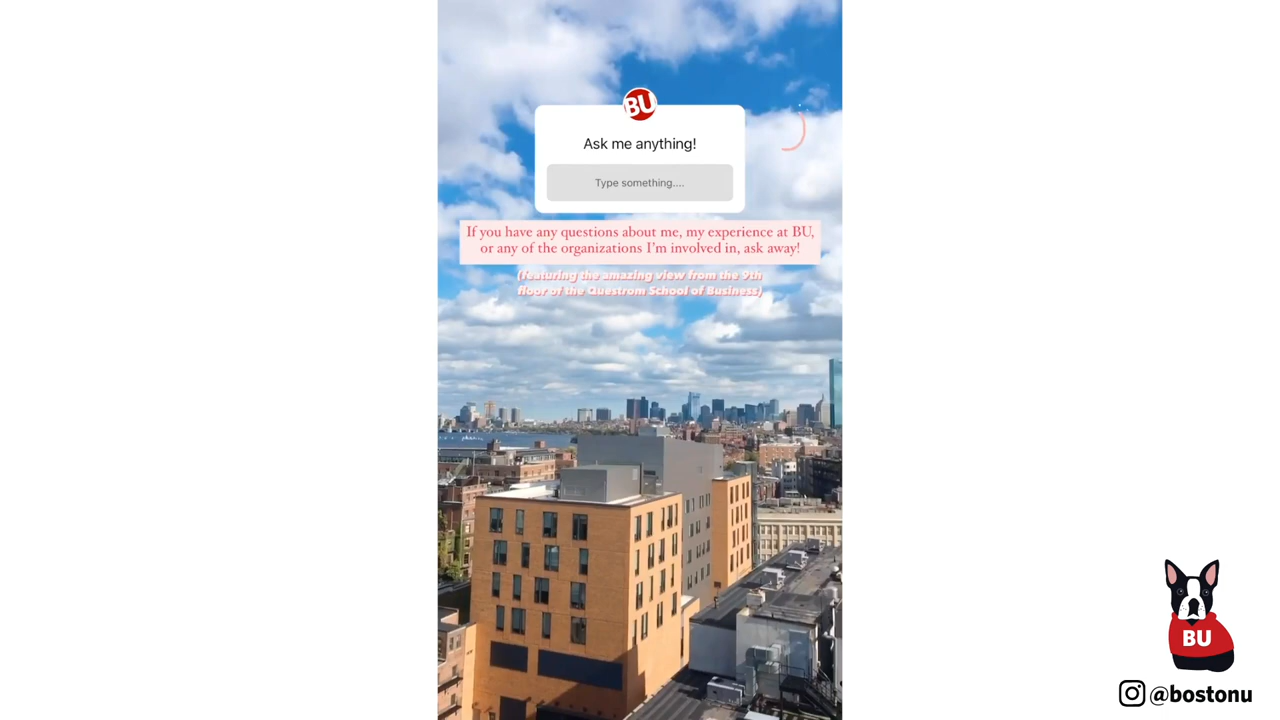 BU
Ask me anything!
Type something....
If you have any questions about me, my experience at BU,
or any of the organizations I'm involved in, ask away!
(featuring the amazing view from the 9th
floor of the Questrom School of Business)
BU
@bostonu